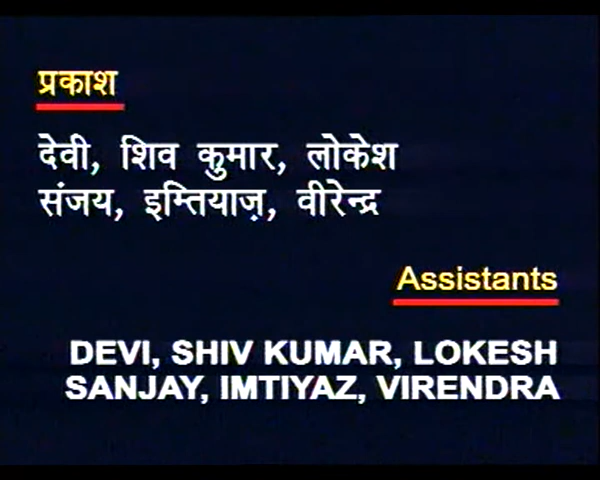 प्रकाश
देवी, शिव कुमार, लोकेश
संजय, इम्तियाज़, वीरेन्द्र
Assistants
DEVI, SHIV KUMAR, LOKESH
SANJAY, IMTIYAZ, VIRENDRA